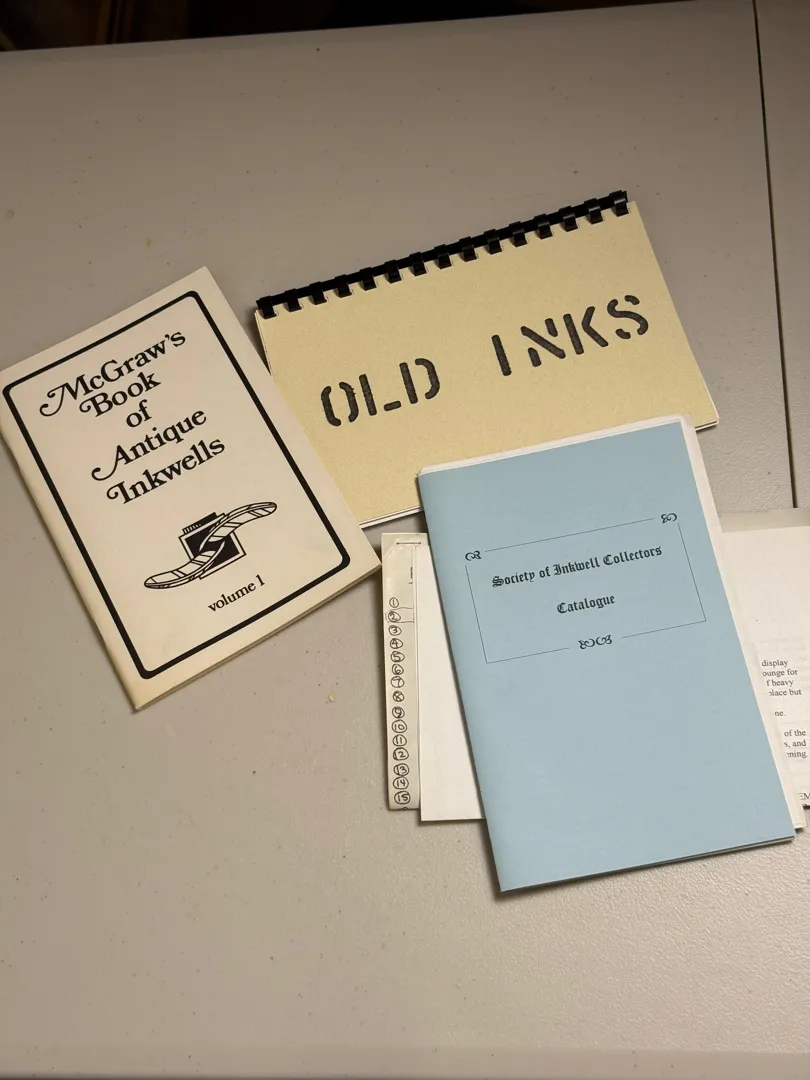 McGraw's
Book
of
Antique
Inkwells
volume 1
OLD INKS
Society of Inkwell Collectors
Catalogue
1
2
3
4
5
6
7
8
9
10
11
12
13
14
15
display
ounge for
f heavy
place but
ne.
of the
s, and
ming.
EM